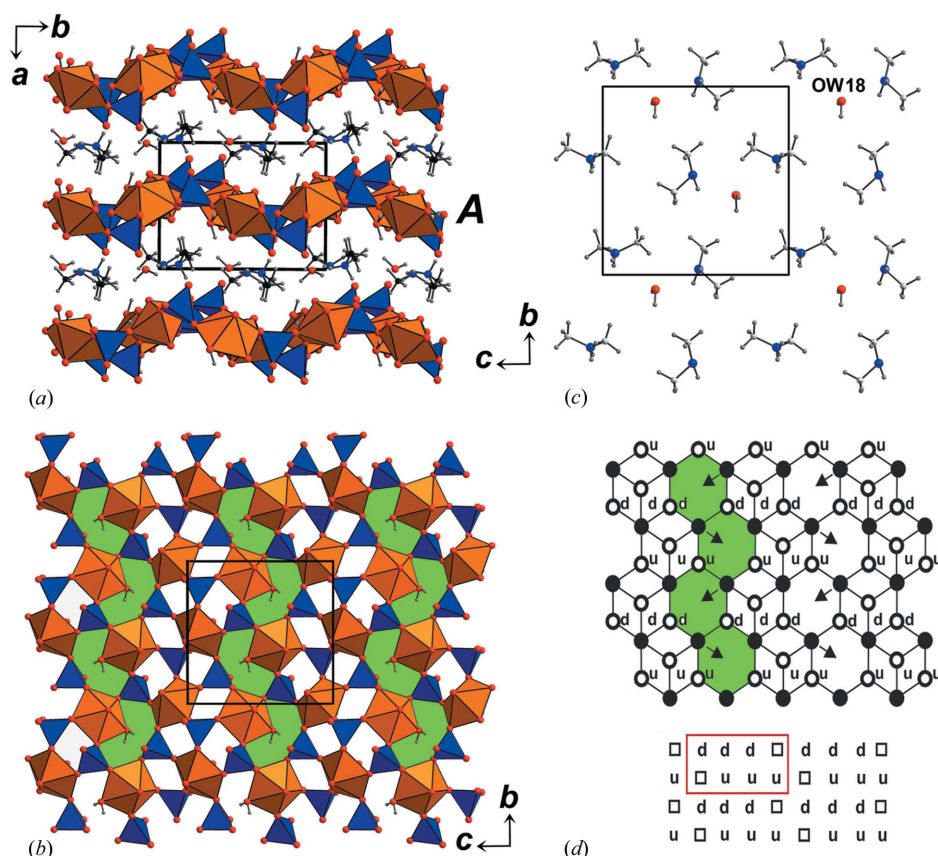 b
a
A
(a)
OW18
b
c
(c)
b
c
(b)
u u u u u
d d d d d d d d d
u u u u u u u u u
d d d d d d d d d
u u u u u u u u u
□ d d d □ d d d □
u □ u u u □ u u u
□ d d d □ d d d □
u □ u u u □ u u u
(d)